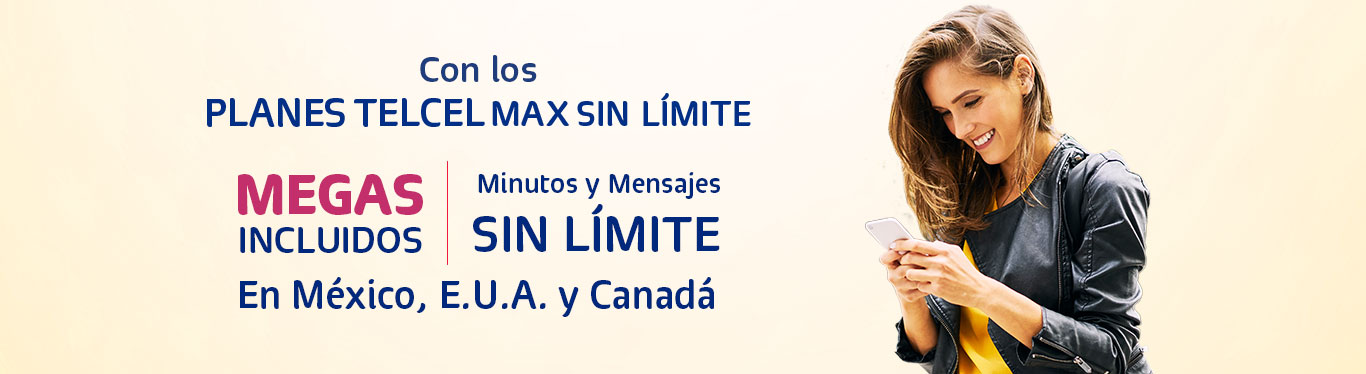 Con los
PLANES TELCEL MAX SIN LÍMITE
MEGAS
INCLUIDOS
Minutos y Mensajes
SIN LÍMITE
En México, E.U.A. y Canadá